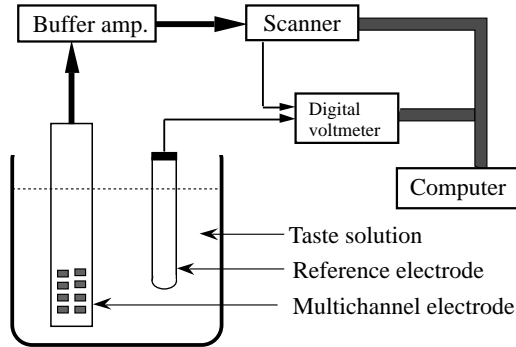 Buffer amp.
Scanner
Digital
voltmeter
Computer
Taste solution
Reference electrode
Multichannel electrode